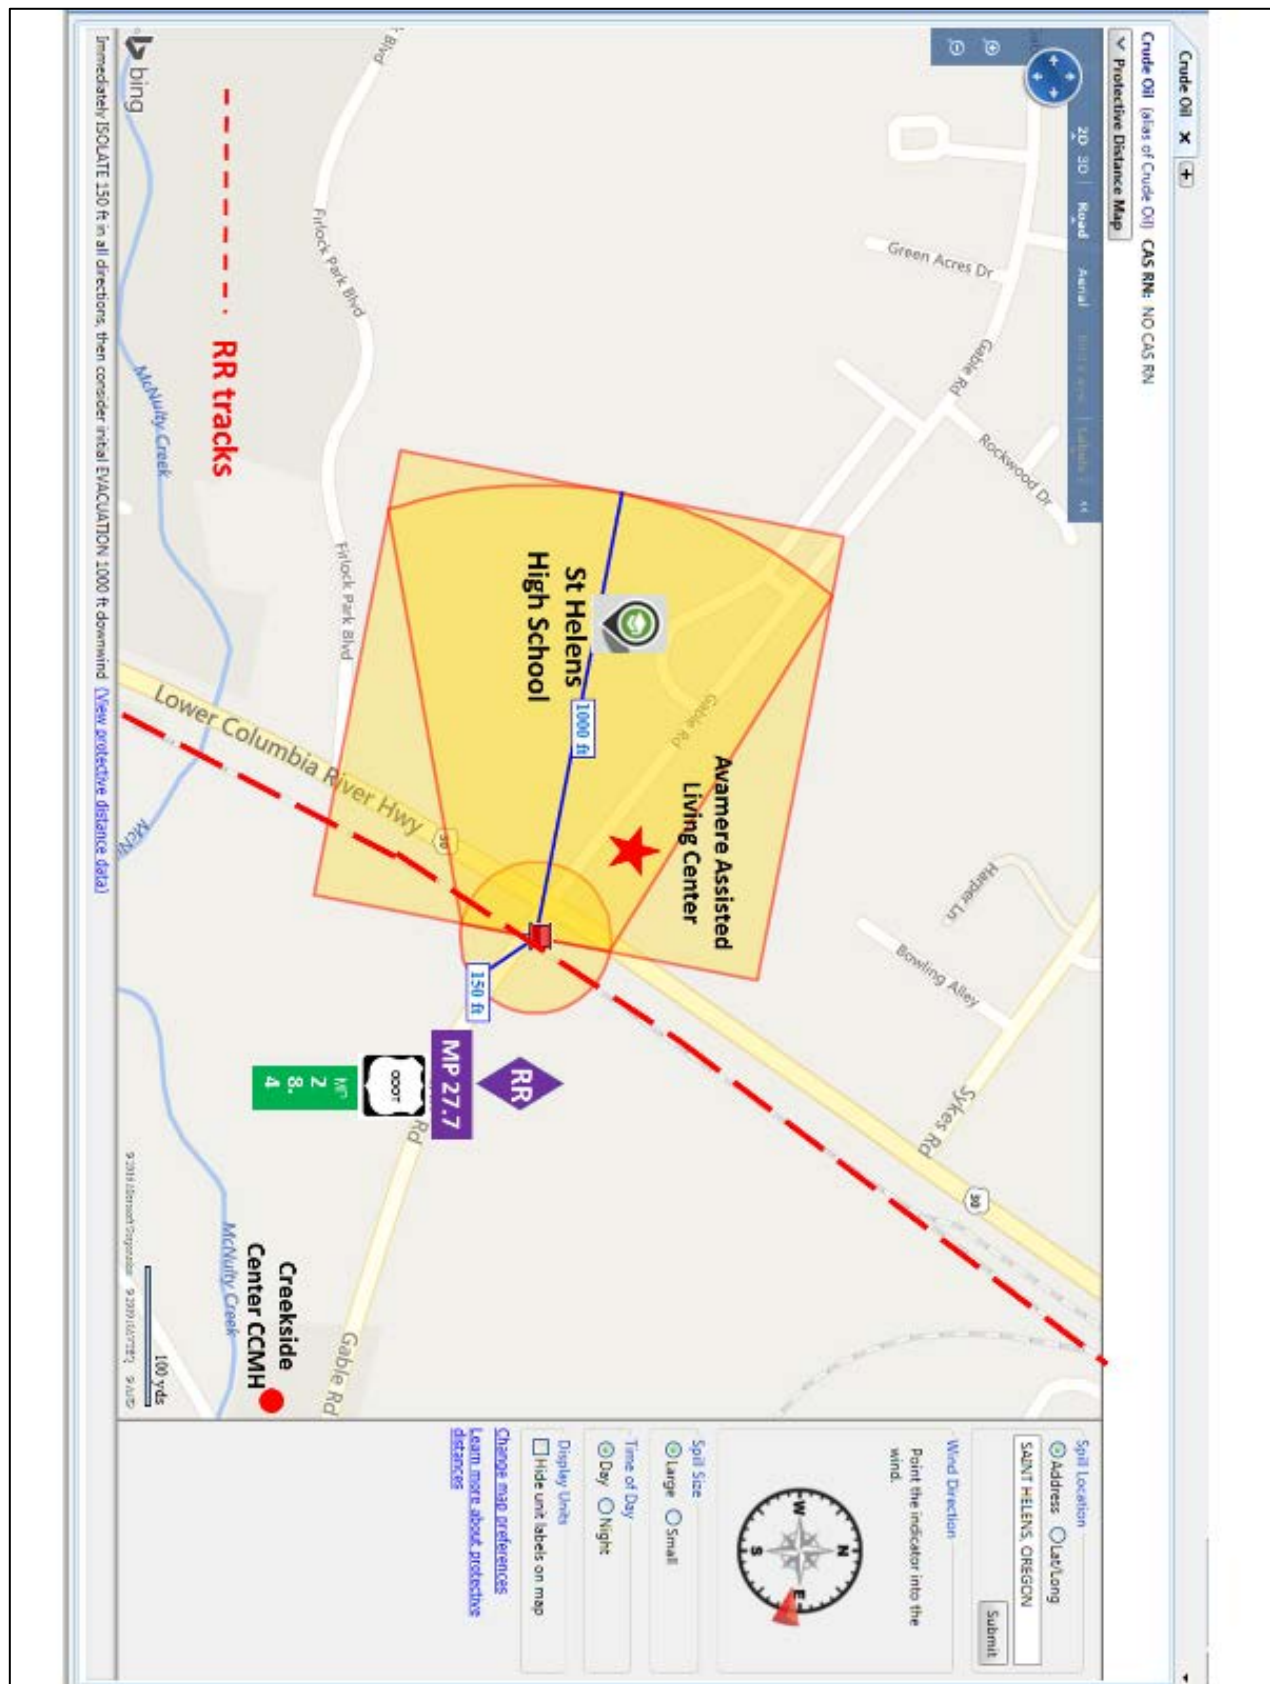 Crude Oil × +
Crude Oil (alias of Crude Oil) CAS RN: NO CAS RN
Protective Distance Map
2D 3D Road Aerial Labels
Green Acres Dr
Gable Rd
Rockwood Dr
Harper Ln
Bowling Alley
Sykes Rd
30
Avamere Assisted
Living Center
Gable Rd
St Helens
High School
1000 ft
150 ft
RR
MP 27.7
ODOT
MP
2
8.
4
Rd
Gable Rd
Blvd
Firlock Park Blvd
Firlock Park Blvd
30
Lower Columbia River Hwy
RR tracks
McNulty Creek
McN
McNulty Creek
Creekside
Center CCMH
bing
100 yds
Immediately ISOLATE 150 ft in all directions, then consider initial EVACUATION 1000 ft downwind (View protective distance data)
Spill Location
Address Lat/Long
SAINT HELENS, OREGON
Submit
Wind Direction
Point the indicator into the
wind.
N
W E
S
Spill Size
Large Small
Time of Day
Day Night
Display Units
Hide unit labels on map
Change map preferences
Learn more about protective
distances